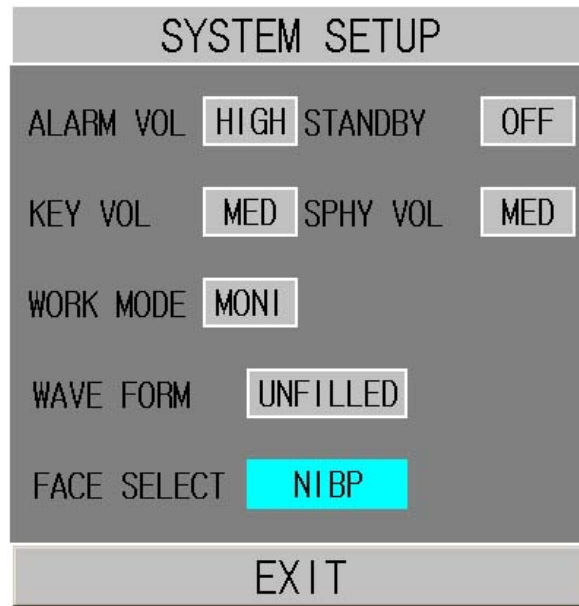 SYSTEM SETUP
ALARM VOL HIGH STANDBY OFF
KEY VOL MED SPHY VOL MED
WORK MODE MONI
WAVE FORM UNFILLED
FACE SELECT NIBP
EXIT